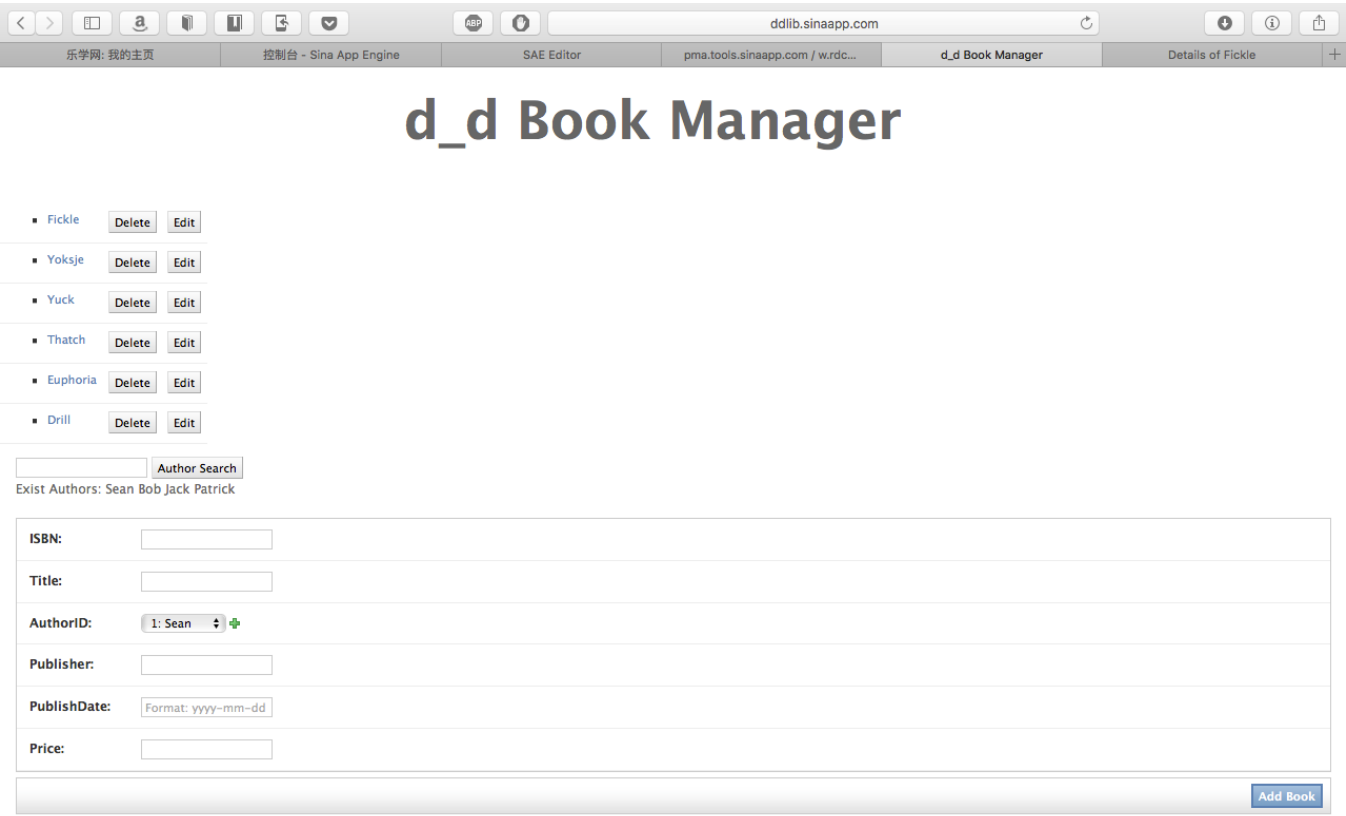 ABP
ddlib.sinaapp.com
乐学网: 我的主页 控制台 - Sina App Engine SAE Editor pma.tools.sinaapp.com / w.rdc... d_d Book Manager Details of Fickle
d_d Book Manager
Fickle Delete Edit
Yoksje Delete Edit
Yuck Delete Edit
Thatch Delete Edit
Euphoria Delete Edit
Drill Delete Edit
Author Search
Exist Authors: Sean Bob Jack Patrick
ISBN:
Title:
AuthorID: 1: Sean
Publisher:
PublishDate: Format: yyyy-mm-dd
Price:
Add Book